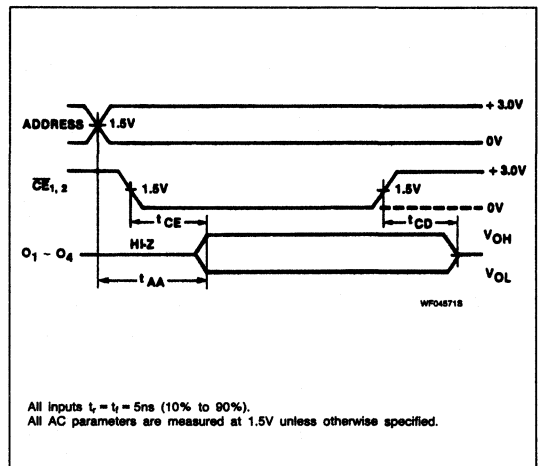 + 3.0V
ADDRESS 1.5V
0V
+ 3.0V
CE1, 2 1.5V 1.5V
0V
tCE tCD
HI-Z VOH
O1 ~ O4
tAA VOL
WF04571S
All inputs tr = tf = 5ns (10% to 90%).
All AC parameters are measured at 1.5V unless otherwise specified.